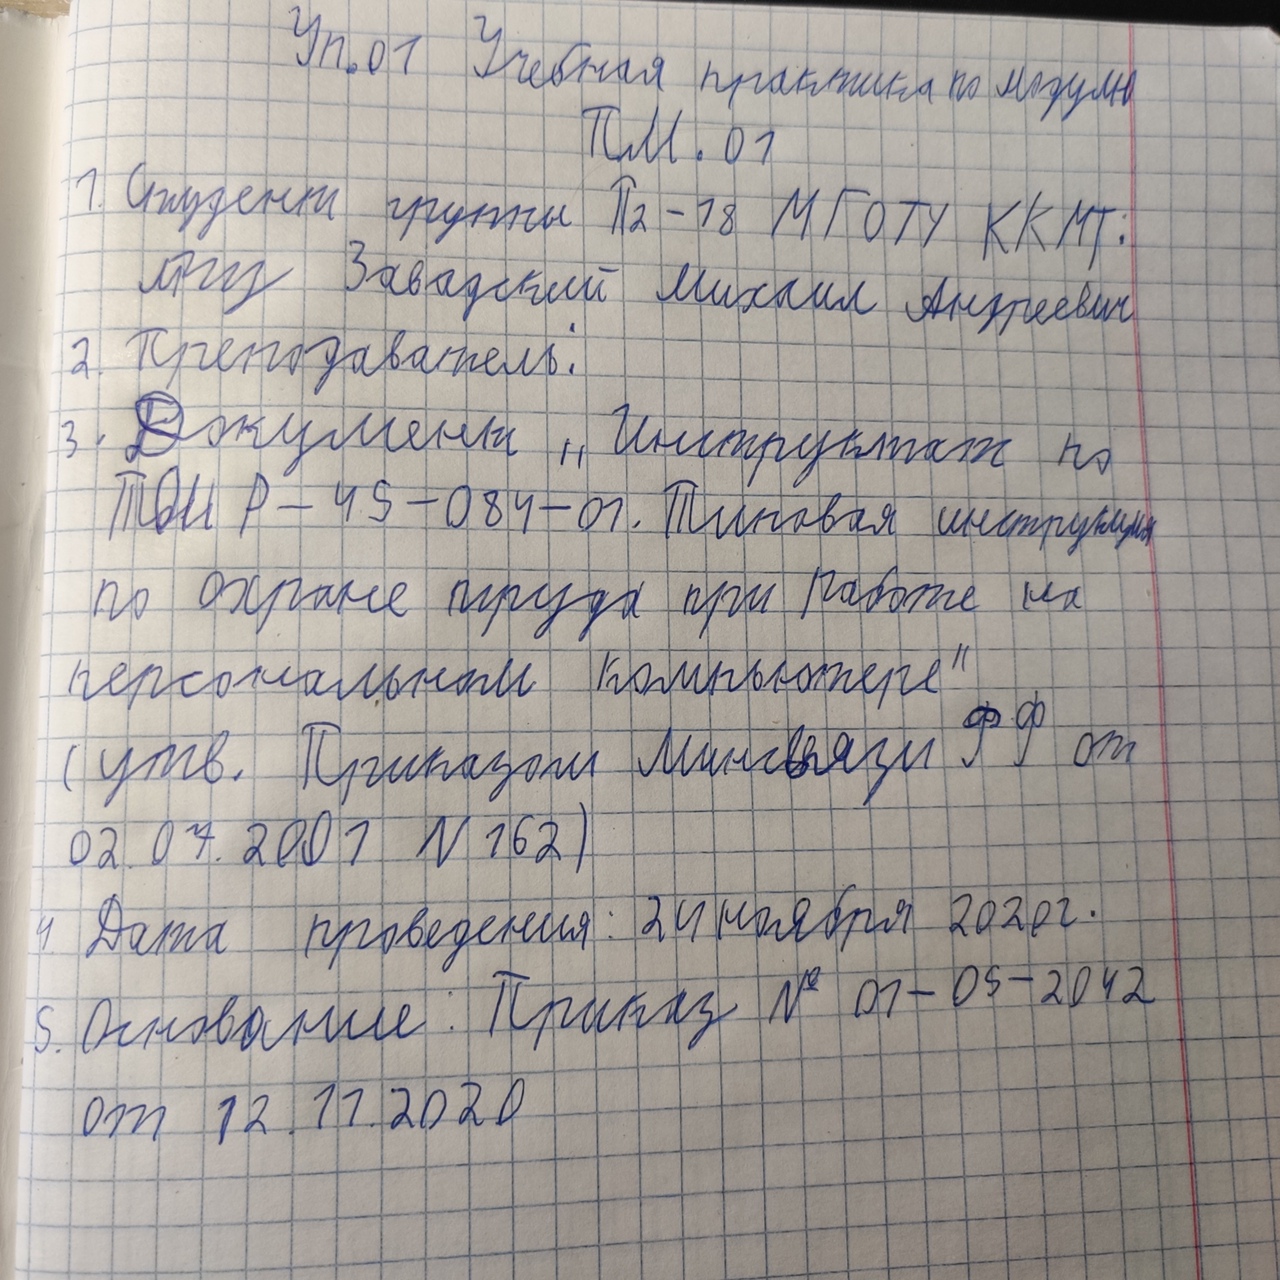 Уп.01 Учебная практика по модулю
ПМ.01
1. Студент группы П2-18 МГОТУ ККМТ:
Завадский Михаил Андреевич
2. Преподаватель:
3. Документ „Инструктаж по
ТОИ Р-45-084-01. Типовая инструкция
по охране труда при работе на
персональном компьютере"
(утв. Приказом Минсвязи РФ от
02.07.2001 N 162)
4. Дата проведения: 24 ноября 2020г.
5. Основание: Приказ № 01-05-2042
от 12.11.2020